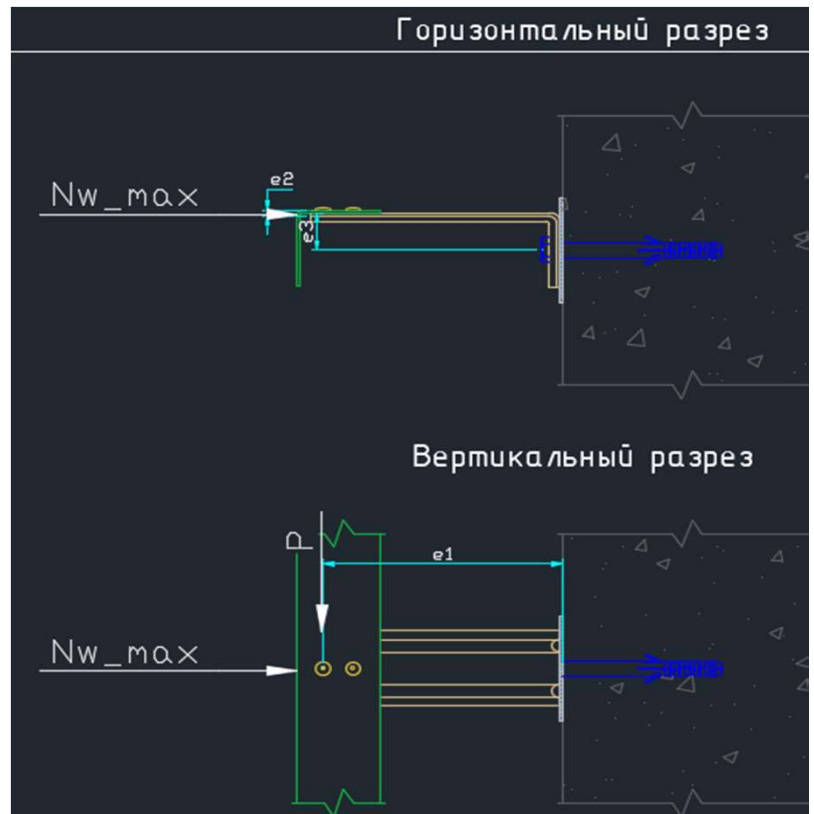 Горизонтальный разрез
e2
Nw_max
e3
Вертикальный разрез
P
e1
Nw_max